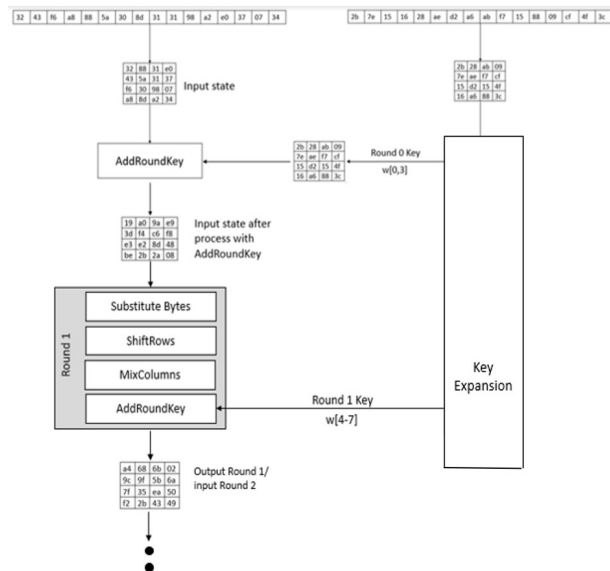 32 43 f6 a8 88 5a 30 8d 31 31 98 a2 e0 37 07 34
2b 7e 15 16 28 ae d2 a6 ab f7 15 88 09 cf 4f 3c
32 88 31 e0
43 5a 31 37
f6 30 98 07
a8 8d a2 34
Input state
2b 28 ab 09
7e ae f7 cf
15 d2 15 4f
16 a6 88 3c
AddRoundKey
2b 28 ab 09
7e ae f7 cf
15 d2 15 4f
16 a6 88 3c
Round 0 Key
w[0,3]
19 a0 9a e9
3d f4 c6 f8
e3 e2 8d 48
be 2b 2a 08
Input state after
process with
AddRoundKey
Round 1
Substitute Bytes
ShiftRows
MixColumns
AddRoundKey
Round 1 Key
w[4-7]
Key
Expansion
a4 68 6b 02
9c 9f 5b 6a
7f 35 ea 50
f2 2b 43 49
Output Round 1/
input Round 2